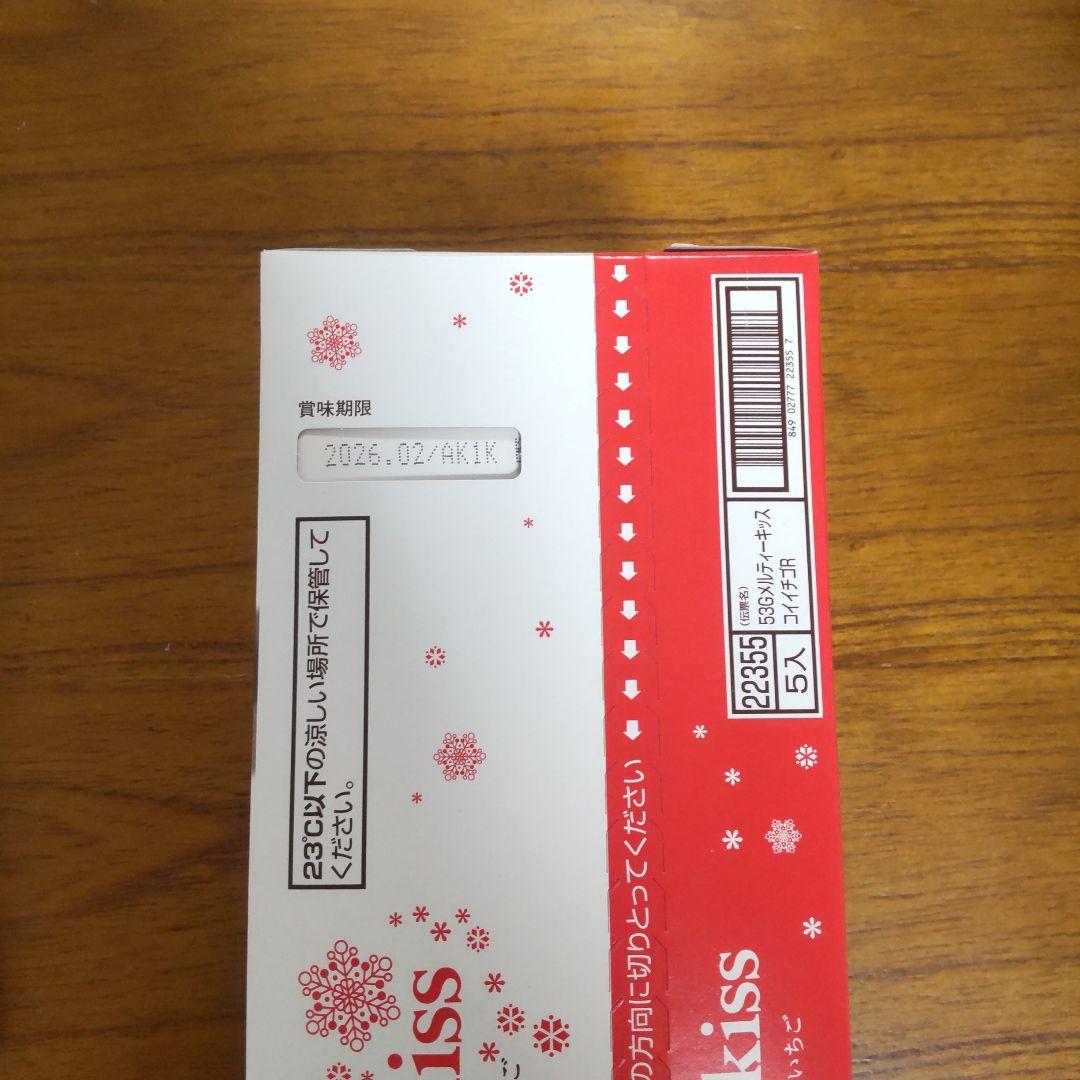 賞味期限
2026.02/AK1K
23℃以下の涼しい場所で保管して
ください。
kiss
の方向に切りとってください
849 02777 22355 7
(伝票名)
53Gメルティーキッス
コイイチゴR
22355
5入
kiss
いちご